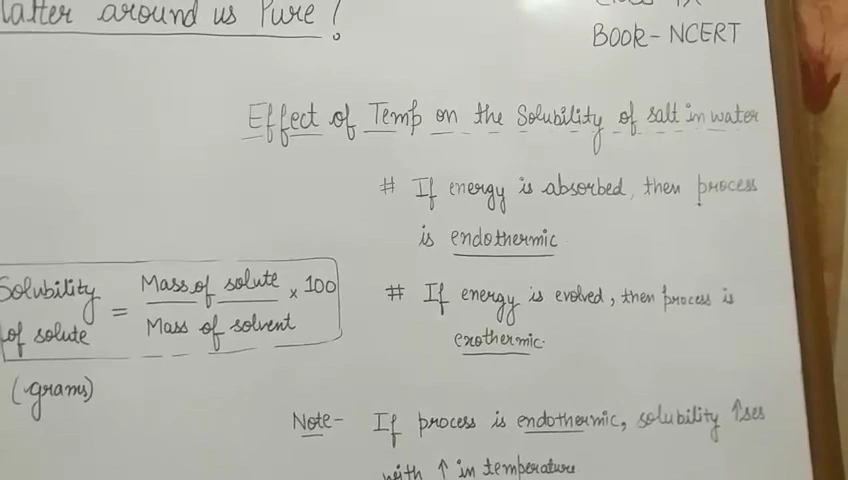 latter around us Pure!
BOOK - NCERT
Effect of Temp on the Solubility of salt in water
# If energy is absorbed, then process
is endothermic
Solubility of solute = Mass of solute / Mass of solvent × 100
(grams)
# If energy is evolved, then process is
exothermic.
Note - If process is endothermic, solubility ↑ses
with ↑ in temperature